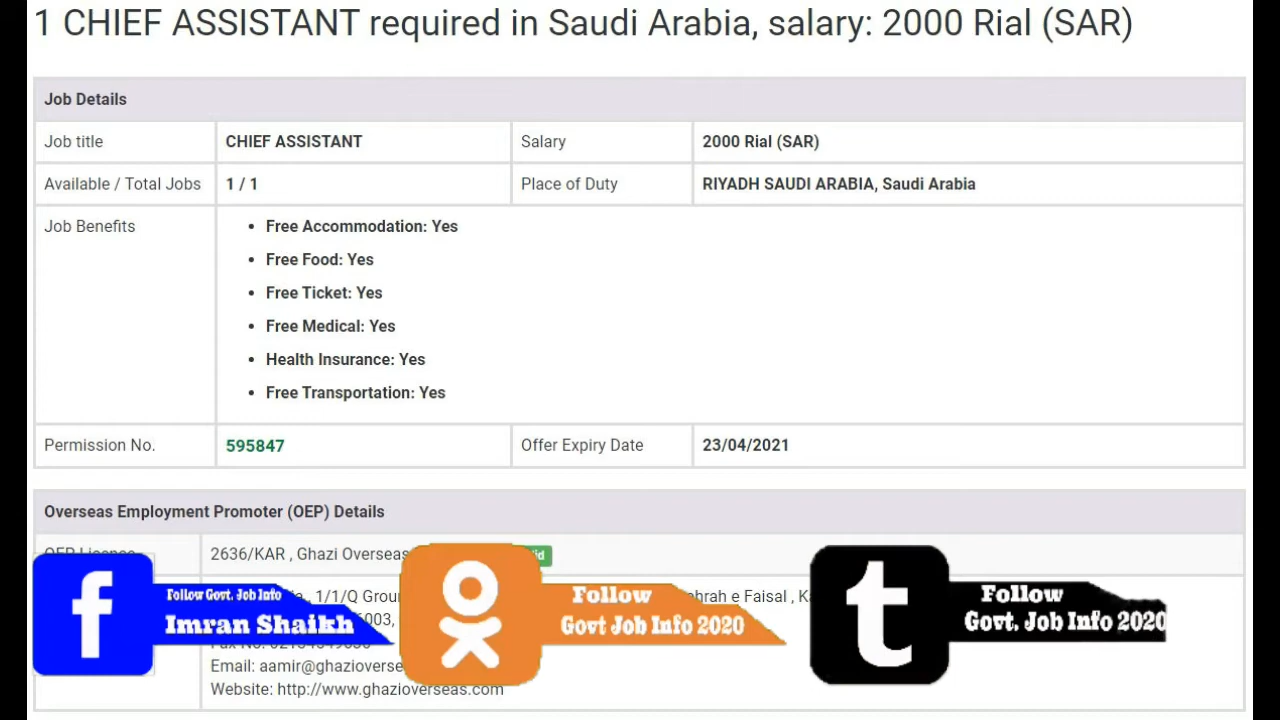 1 CHIEF ASSISTANT required in Saudi Arabia, salary: 2000 Rial (SAR)
Job Details
Job title CHIEF ASSISTANT Salary 2000 Rial (SAR)
Available / Total Jobs 1 / 1 Place of Duty RIYADH SAUDI ARABIA, Saudi Arabia
Job Benefits
• Free Accommodation: Yes
• Free Food: Yes
• Free Ticket: Yes
• Free Medical: Yes
• Health Insurance: Yes
• Free Transportation: Yes
Permission No. 595847 Offer Expiry Date 23/04/2021
Overseas Employment Promoter (OEP) Details
2636/KAR , Ghazi Overseas
1/1/Q e Faisal ,
Email:
Website: http://www.ghazioverseas.com
f
Follow Govt. Job Info
Imran Shaikh
Follow
Govt Job Info 2020
t
Follow
Govt. Job Info 2020